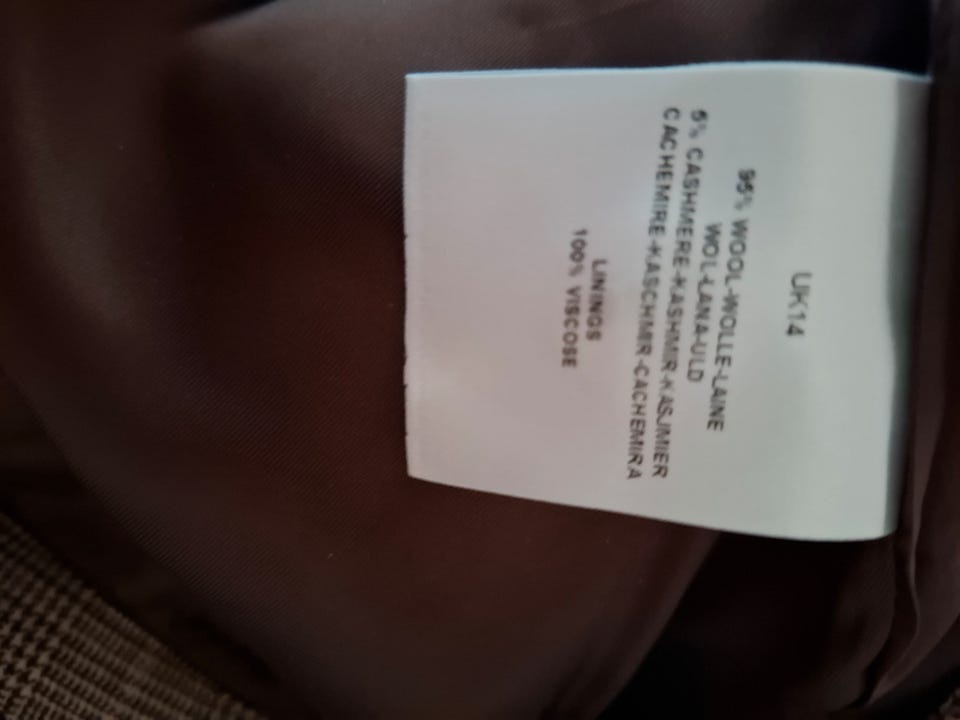 UK14
95% WOOL-WOLLE-LAINE
WOL-LANA-ULD
5% CASHMERE-KASHMIR-KASJMIER
CACHEMIRE-KASCHMIR-CACHEMIRA
LININGS
100% VISCOSE